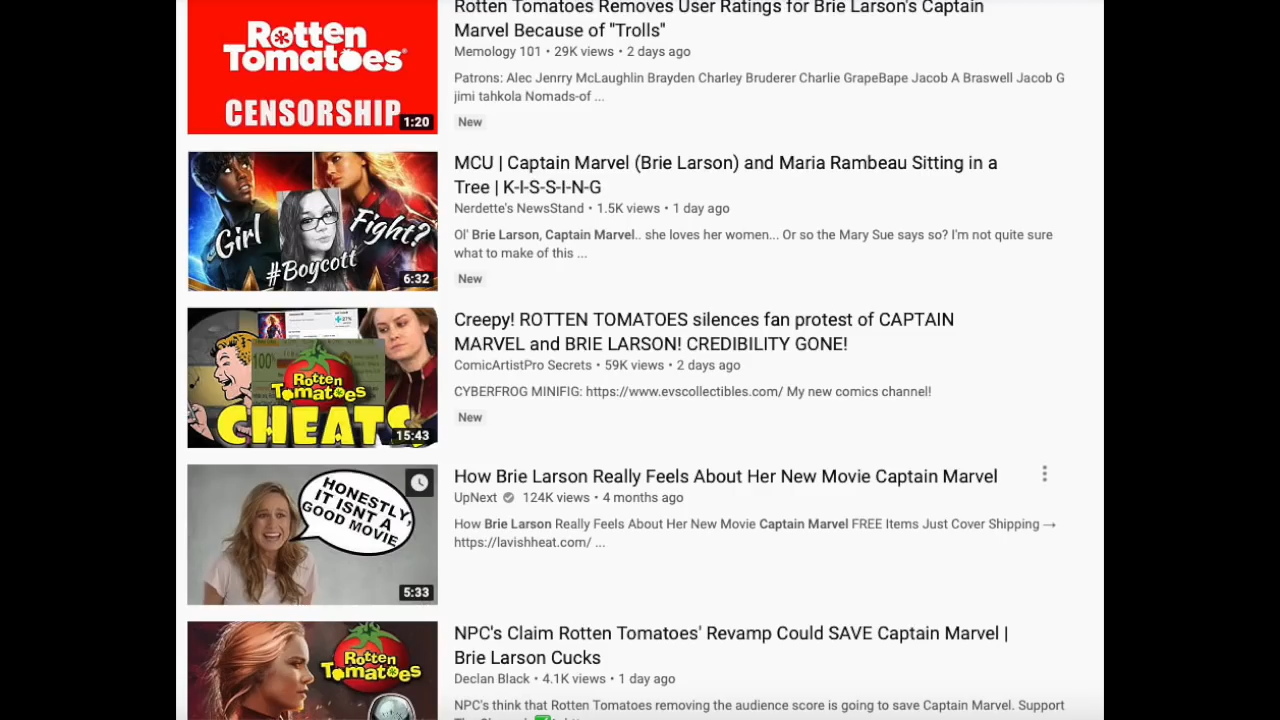 Rotten Tomatoes Removes User Ratings for Brie Larson's Captain
Marvel Because of "Trolls"
Memology 101 • 29K views • 2 days ago
Patrons: Alec Jenrry McLaughlin Brayden Charley Bruderer Charlie GrapeBape Jacob A Braswell Jacob G
jimi tahkola Nomads-of ...
New
Rotten
Tomatoes
CENSORSHIP
1:20
MCU | Captain Marvel (Brie Larson) and Maria Rambeau Sitting in a
Tree | K-I-S-S-I-N-G
Nerdette's NewsStand • 1.5K views • 1 day ago
Ol' Brie Larson, Captain Marvel.. she loves her women... Or so the Mary Sue says so? I'm not quite sure
what to make of this ...
New
Girl Fight?
#Boycott
6:32
Creepy! ROTTEN TOMATOES sileaces fan protest of CAPTAIN
MARVEL and BRIE LARSON! CREDIBILITY GONE!
ComicArtistPro Secrets • 59K views • 2 days ago
CYBERFROG MINIFIG: https://www.evscollectibles.com/ My new comics channel!
New
100%
Rotten
Tomatoes
CHEATS
15:43
How Brie Larson Really Feels About Her New Movie Captain Marvel
UpNext 124K views • 4 months ago
How Brie Larson Really Feels About Her New Movie Captain Marvel FREE Items Just Cover Shipping →
https://lavishheat.com/ ...
HONESTLY,
IT ISNT A
GOOD MOVIE
5:33
NPC's Claim Rotten Tomatoes' Revamp Could SAVE Captain Marvel |
Brie Larson Cucks
Declan Black • 4.1K views • 1 day ago
NPC's think that Rotten Tomatoes removing the audience score is going to save Captain Marvel. Support
Rotten
Tomatoes